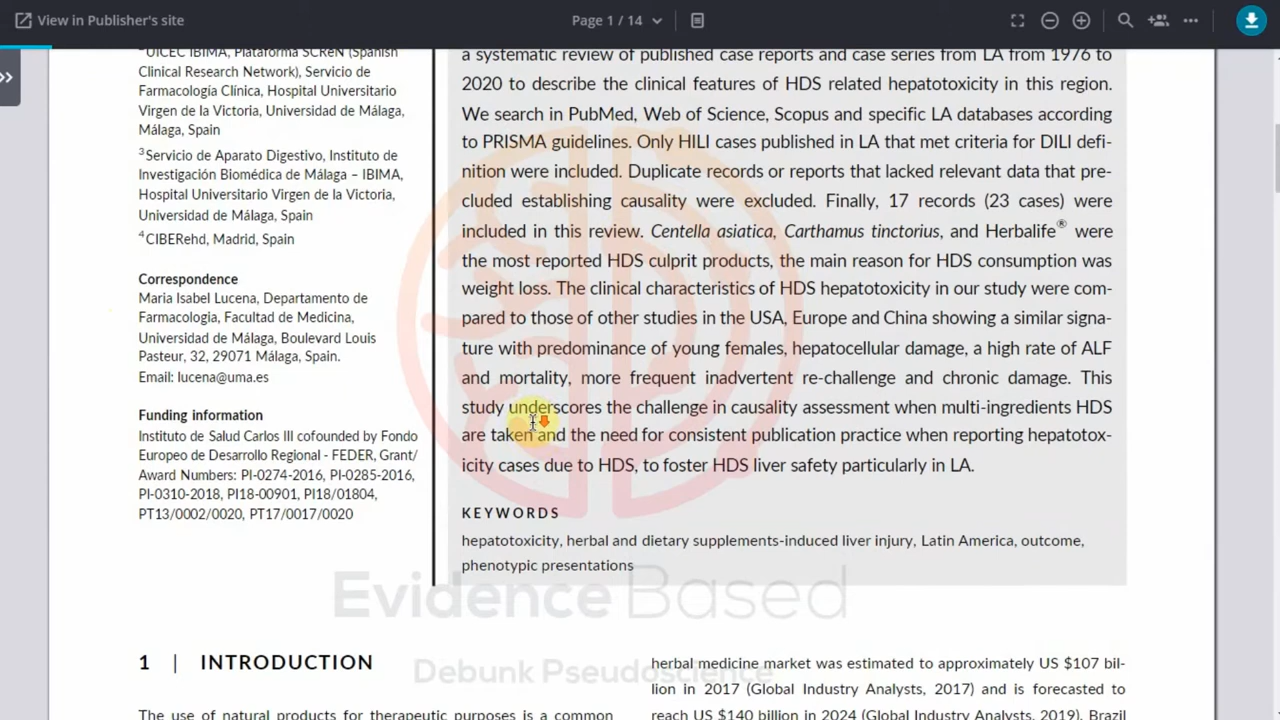 View in Publisher's site
Page 1 / 14
UICEC IBIMA, Plataforma SCReN (Spanish
Clinical Research Network), Servicio de
Farmacología Clínica, Hospital Universitario
Virgen de la Victoria, Universidad de Málaga,
Málaga, Spain
3Servicio de Aparato Digestivo, Instituto de
Investigación Biomédica de Málaga – IBIMA,
Hospital Universitario Virgen de la Victoria,
Universidad de Málaga, Spain
4CIBERehd, Madrid, Spain
Correspondence
Maria Isabel Lucena, Departamento de
Farmacologia, Facultad de Medicina,
Universidad de Málaga, Boulevard Louis
Pasteur, 32, 29071 Málaga, Spain.
Email: lucena@uma.es
Funding information
Instituto de Salud Carlos III cofounded by Fondo
Europeo de Desarrollo Regional - FEDER, Grant/
Award Numbers: PI-0274-2016, PI-0285-2016,
PI-0310-2018, PI18-00901, PI18/01804,
PT13/0002/0020, PT17/0017/0020
a systematic review of published case reports and case series from LA from 1976 to
2020 to describe the clinical features of HDS related hepatotoxicity in this region.
We search in PubMed, Web of Science, Scopus and specific LA databases according
to PRISMA guidelines. Only HILI cases published in LA that met criteria for DILI defi-
nition were included. Duplicate records or reports that lacked relevant data that pre-
cluded establishing causality were excluded. Finally, 17 records (23 cases) were
included in this review. Centella asiatica, Carthamus tinctorius, and Herbalife® were
the most reported HDS culprit products, the main reason for HDS consumption was
weight loss. The clinical characteristics of HDS hepatotoxicity in our study were com-
pared to those of other studies in the USA, Europe and China showing a similar signa-
ture with predominance of young females, hepatocellular damage, a high rate of ALF
and mortality, more frequent inadvertent re-challenge and chronic damage. This
study underscores the challenge in causality assessment when multi-ingredients HDS
are taken and the need for consistent publication practice when reporting hepatotox-
icity cases due to HDS, to foster HDS liver safety particularly in LA.
KEYWORDS
hepatotoxicity, herbal and dietary supplements-induced liver injury, Latin America, outcome,
phenotypic presentations
Evidence Based
Debunk Pseudoscience
1 | INTRODUCTION
The use of natural products for therapeutic purposes is a common
herbal medicine market was estimated to approximately US $107 bil-
lion in 2017 (Global Industry Analysts, 2017) and is forecasted to
reach US $140 billion in 2024 (Global Industry Analysts, 2019). Brazil